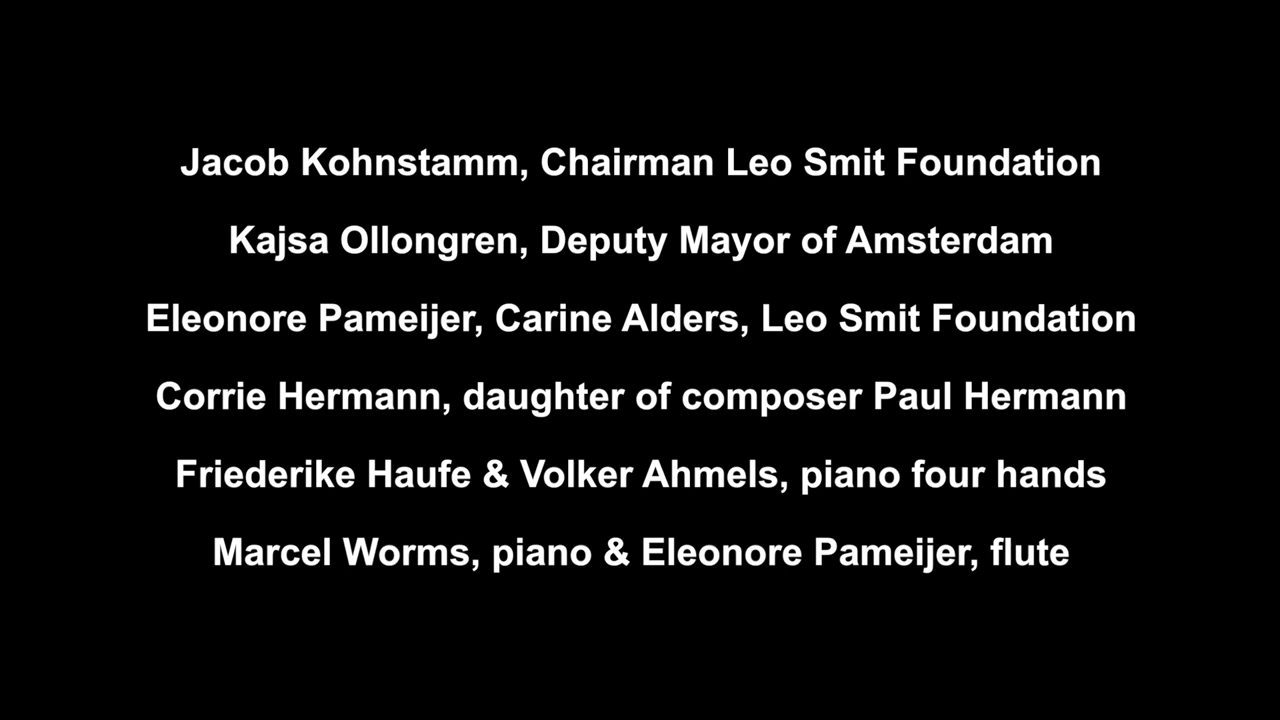 Jacob Kohnstamm, Chairman Leo Smit Foundation
Kajsa Ollongren, Deputy Mayor of Amsterdam
Eleonore Pameijer, Carine Alders, Leo Smit Foundation
Corrie Hermann, daughter of composer Paul Hermann
Friederike Haufe & Volker Ahmels, piano four hands
Marcel Worms, piano & Eleonore Pameijer, flute